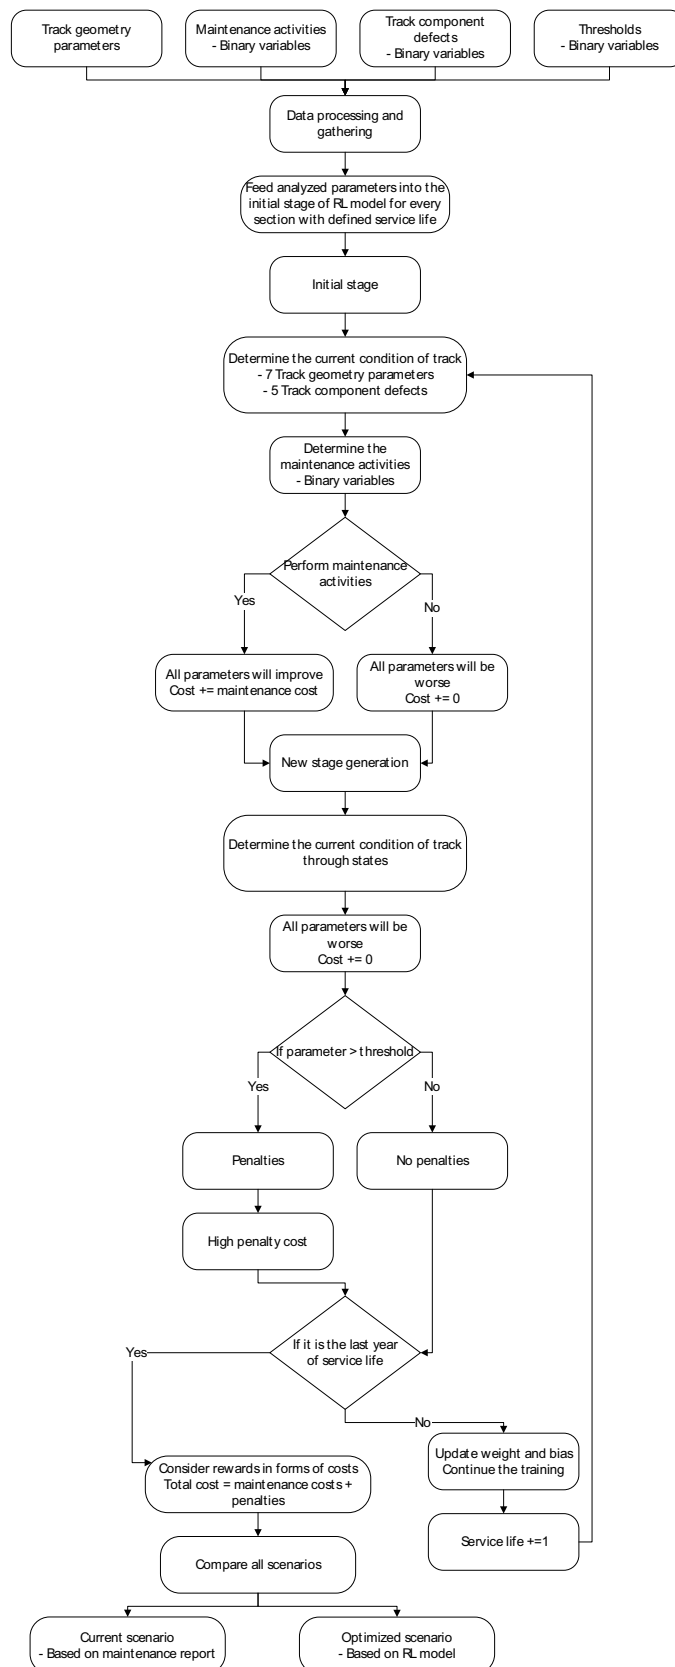 Track geometry
parameters
Maintenance activities
- Binary variables
Track component
defects
- Binary variables
Thresholds
- Binary variables
Data processing and
gathering
Feed analyzed parameters into the
initial stage of RL model for every
section with defined service life
Initial stage
Determine the current condition of track
- 7 Track geometry parameters
- 5 Track component defects
Determine the
maintenance activities
- Binary variables
Perform maintenance
activities
Yes
No
All parameters will improve
Cost += maintenance cost
All parameters will be
worse
Cost += 0
New stage generation
Determine the current condition of track
through states
All parameters will be
worse
Cost += 0
If parameter > threshold
Yes
No
Penalties
No penalties
High penalty cost
If it is the last year
of service life
Yes
No
Update weight and bias
Continue the training
Consider rewards in forms of costs
Total cost = maintenance costs +
penalties
Service life +=1
Compare all scenarios
Current scenario
- Based on maintenance report
Optimized scenario
- Based on RL model